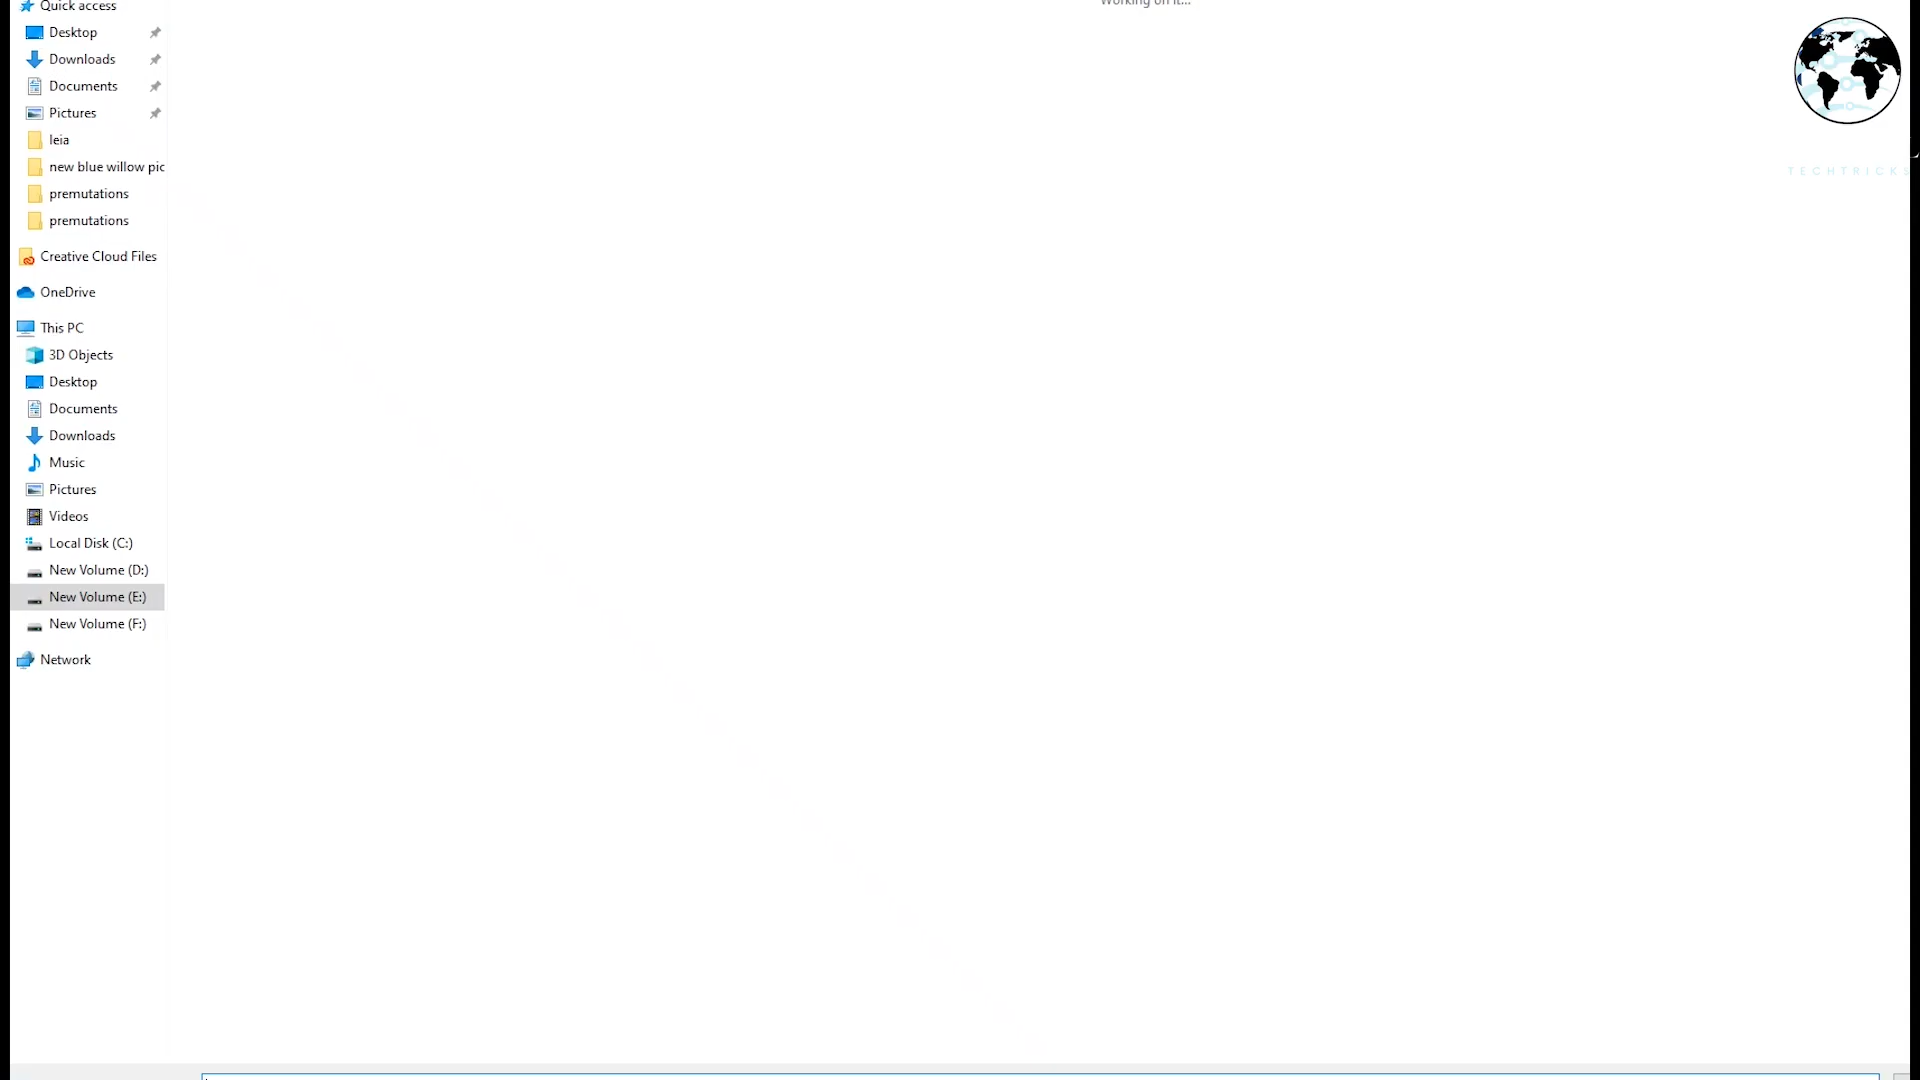 Quick access
Working on it...
Desktop
Downloads
Documents
Pictures
leia
new blue willow pic
premutations
premutations
Creative Cloud Files
OneDrive
This PC
3D Objects
Desktop
Documents
Downloads
Music
Pictures
Videos
Local Disk (C:)
New Volume (D:)
New Volume (E:)
New Volume (F:)
Network
TECHTRICKS